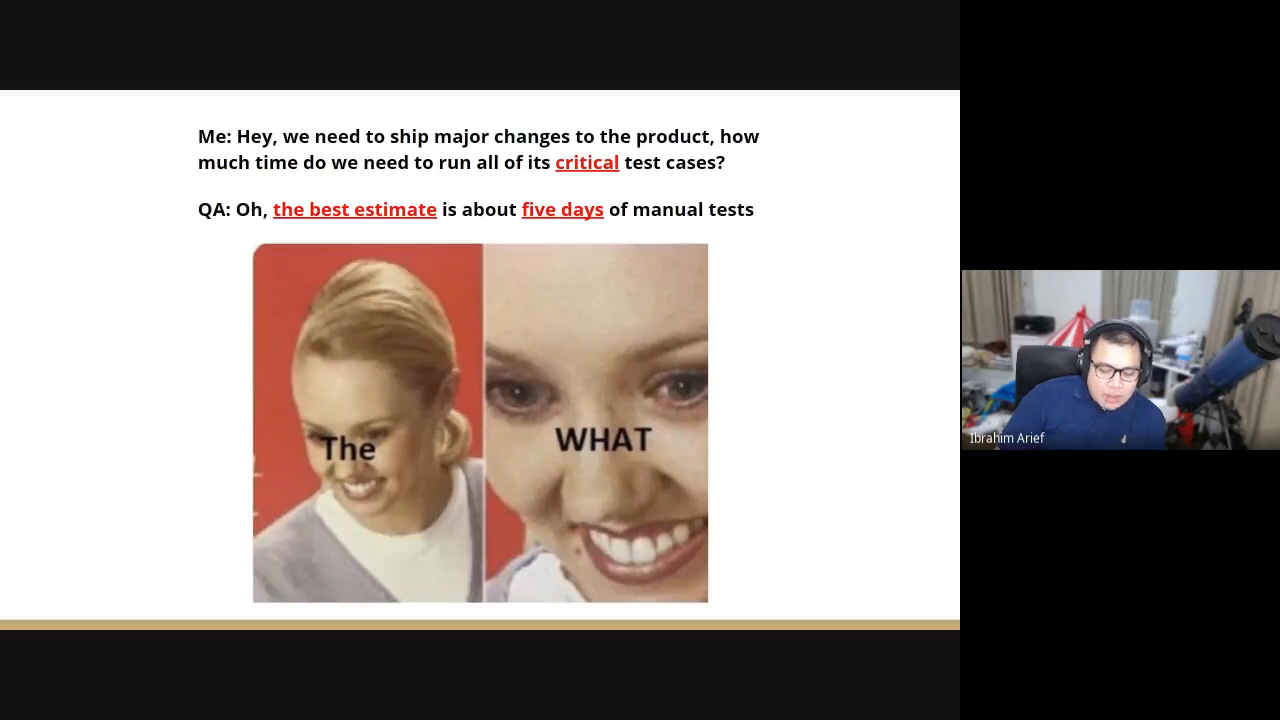 Me: Hey, we need to ship major changes to the product, how
much time do we need to run all of its critical test cases?
QA: Oh, the best estimate is about five days of manual tests
The
WHAT
Ibrahim Arief